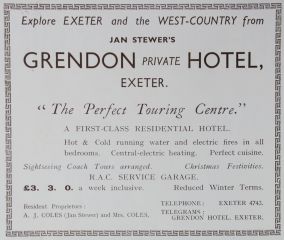 Explore EXETER and the WEST-COUNTRY from
JAN STEWER'S
GRENDON PRIVATE HOTEL,
EXETER.
"The Perfect Touring Centre."
A FIRST-CLASS RESIDENTIAL HOTEL.
Hot & Cold running water and electric fires in all
bedrooms. Central-electric heating. Perfect cuisine.
Sightseeing Coach Tours arranged. Christmas Festivities.
R.A.C. SERVICE GARAGE.
£3. 3. 0. a week inclusive. Reduced Winter Terms.
Resident Proprietors :
A. J. COLES (Jan Stewer) and Mrs. COLES.
TELEPHONE : EXETER 4743.
TELEGRAMS :
GRENDON HOTEL, EXETER.